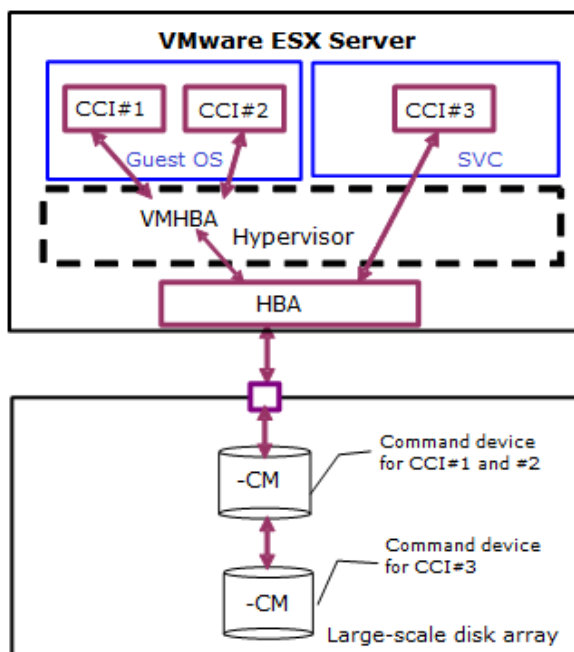 VMware ESX Server
CCI#1
CCI#2
CCI#3
Guest OS
SVC
VMHBA
Hypervisor
HBA
Command device
for CCI#1 and #2
-CM
Command device
for CCI#3
-CM
Large-scale disk array